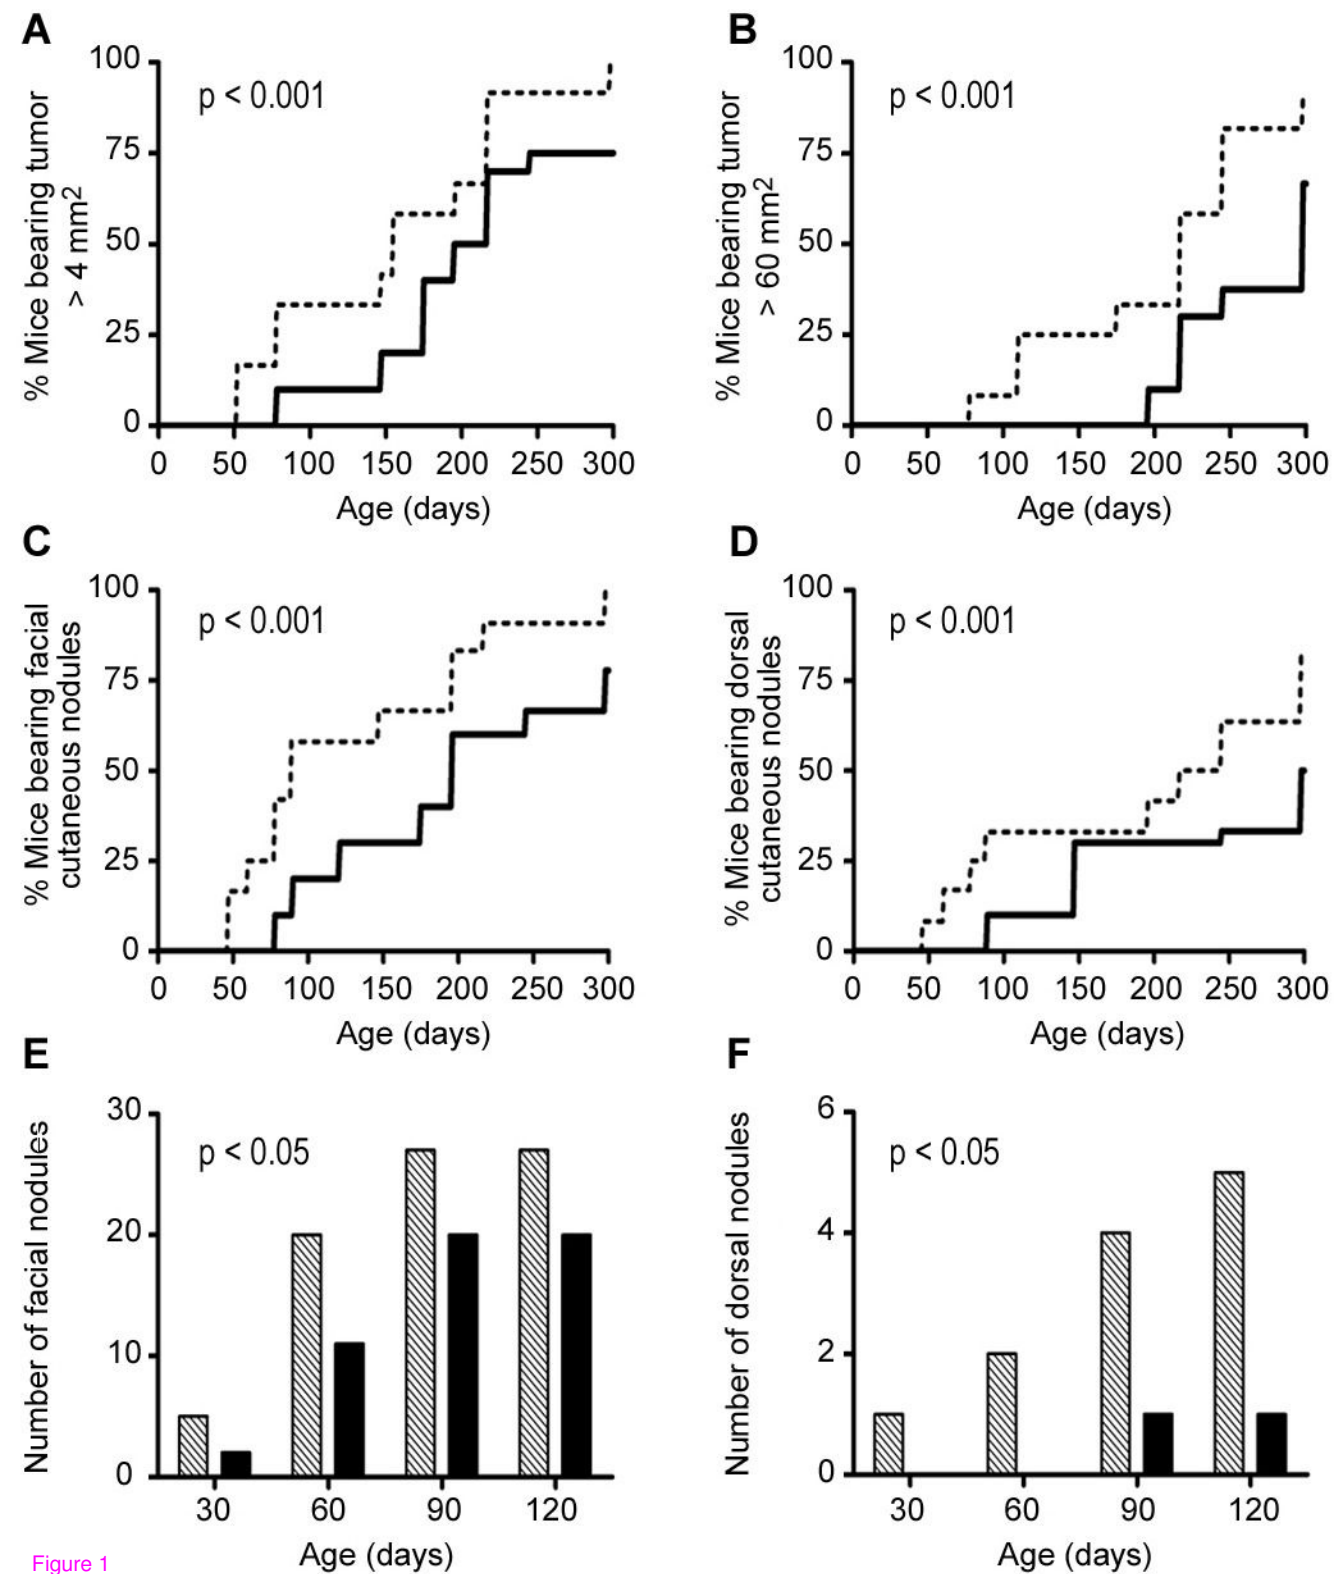 A
B
% Mice bearing tumor
> 4 mm2
100
75
50
25
0
p < 0.001
0 50 100 150 200 250 300
Age (days)
% Mice bearing tumor
> 60 mm2
100
75
50
25
0
p < 0.001
0 50 100 150 200 250 300
Age (days)
C
D
% Mice bearing facial
cutaneous nodules
100
75
50
25
0
p < 0.001
0 50 100 150 200 250 300
Age (days)
% Mice bearing dorsal
cutaneous nodules
100
75
50
25
0
p < 0.001
0 50 100 150 200 250 300
Age (days)
E
F
Number of facial nodules
30
20
10
0
p < 0.05
30 60 90 120
Age (days)
Number of dorsal nodules
6
4
2
0
p < 0.05
30 60 90 120
Age (days)
Figure 1